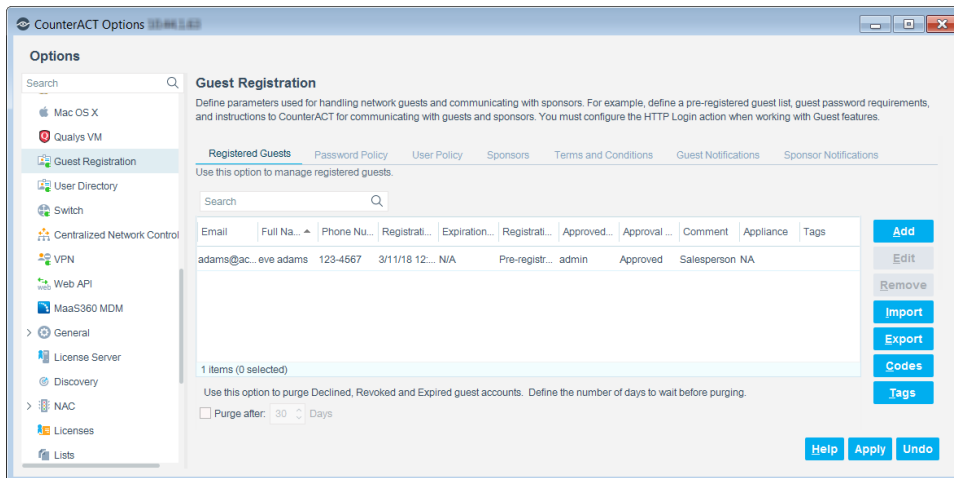 CounterACT Options
Options
Search
Mac OS X
Qualys VM
Guest Registration
User Directory
Switch
Centralized Network Control
VPN
Web API
MaaS360 MDM
General
License Server
Discovery
NAC
Licenses
Lists
Guest Registration
Define parameters used for handling network guests and communicating with sponsors. For example, define a pre-registered guest list, guest password requirements,
and instructions to CounterACT for communicating with guests and sponsors. You must configure the HTTP Login action when working with Guest features.
Registered Guests Password Policy User Policy Sponsors Terms and Conditions Guest Notifications Sponsor Notifications
Use this option to manage registered guests.
Search
Email Full Na... Phone Nu... Registrati... Expiration... Registrati... Approved... Approval ... Comment Appliance Tags
adams@ac... eve adams 123-4567 3/11/18 12:... N/A Pre-registr... admin Approved Salesperson NA
1 items (0 selected)
Add
Edit
Remove
Import
Export
Codes
Tags
Use this option to purge Declined, Revoked and Expired guest accounts. Define the number of days to wait before purging.
Purge after: 30 Days
Help Apply Undo